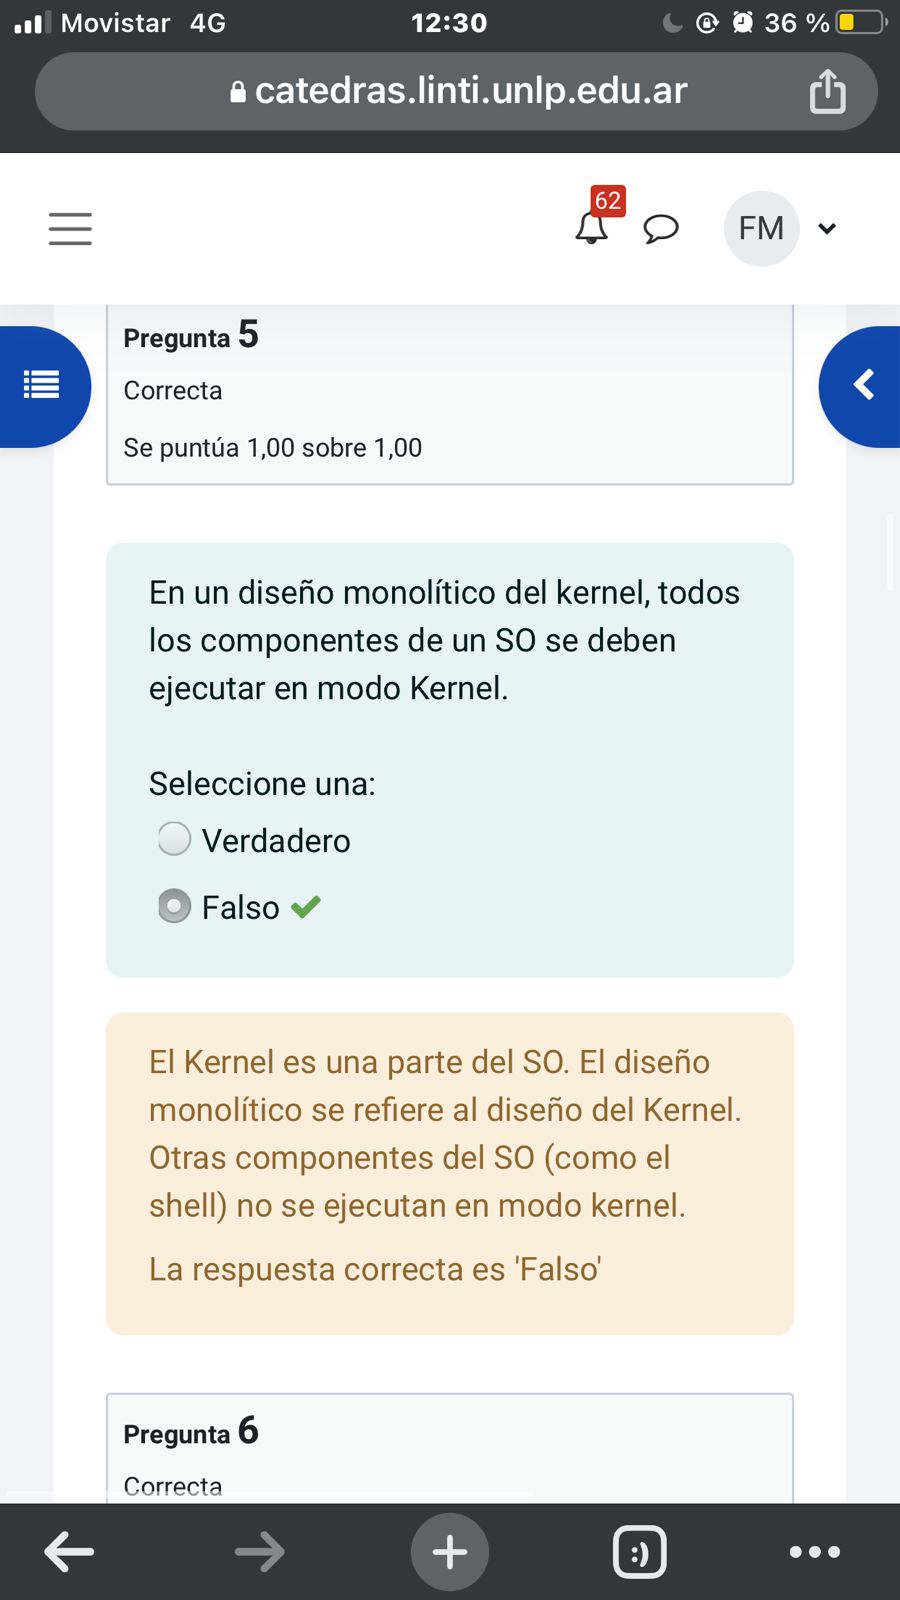 Movistar 4G 12:30 36 %
catedras.linti.unlp.edu.ar
62
FM
Pregunta 5
Correcta
Se puntúa 1,00 sobre 1,00
En un diseño monolítico del kernel, todos
los componentes de un SO se deben
ejecutar en modo Kernel.
Seleccione una:
Verdadero
Falso
El Kernel es una parte del SO. El diseño
monolítico se refiere al diseño del Kernel.
Otras componentes del SO (como el
shell) no se ejecutan en modo kernel.
La respuesta correcta es 'Falso'
Pregunta 6
Correcta
:)